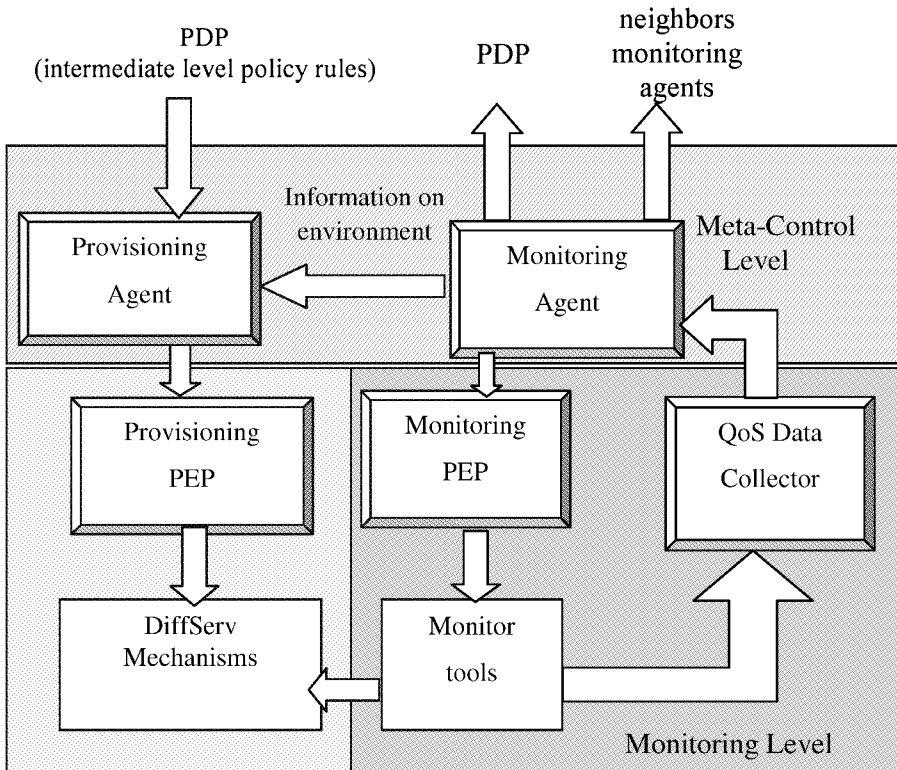 PDP
(intermediate level policy rules)
PDP
neighbors
monitoring
agents
Information on
environment
Provisioning
Agent
Monitoring
Agent
Meta-Control
Level
Provisioning
PEP
Monitoring
PEP
QoS Data
Collector
DiffServ
Mechanisms
Monitor
tools
Monitoring Level